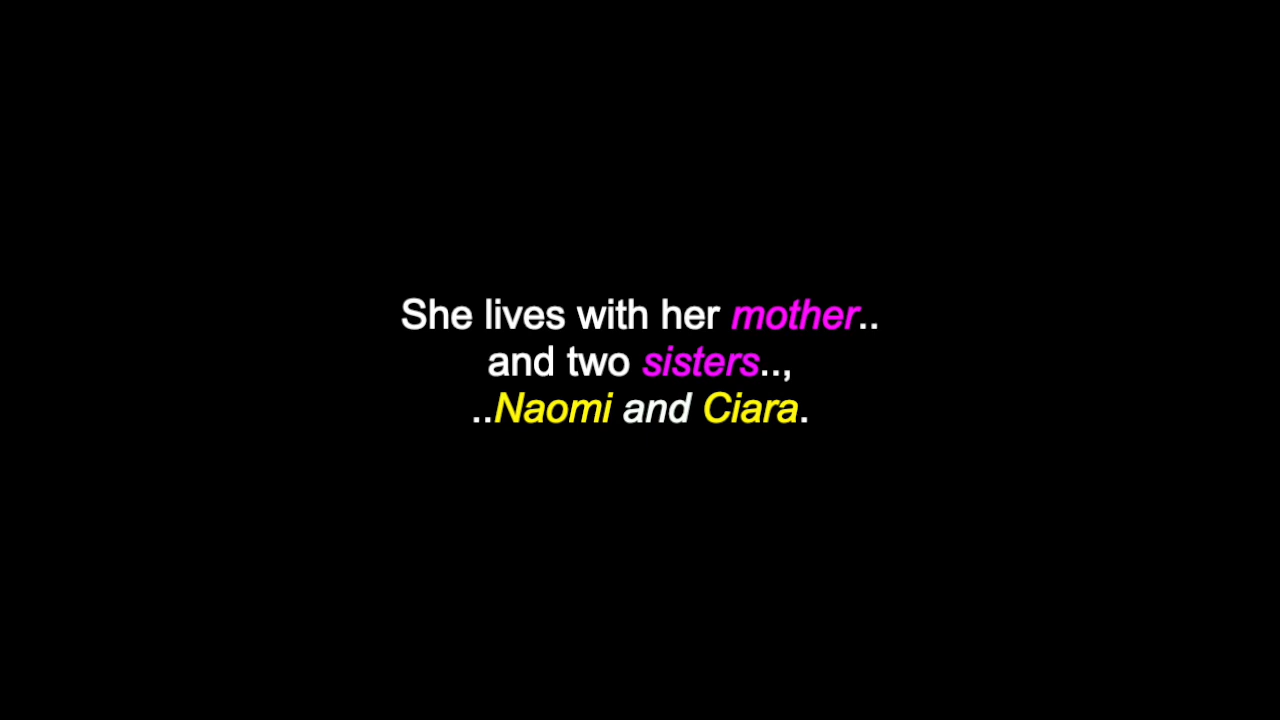 She lives with her mother..
and two sisters..,
..Naomi and Ciara.